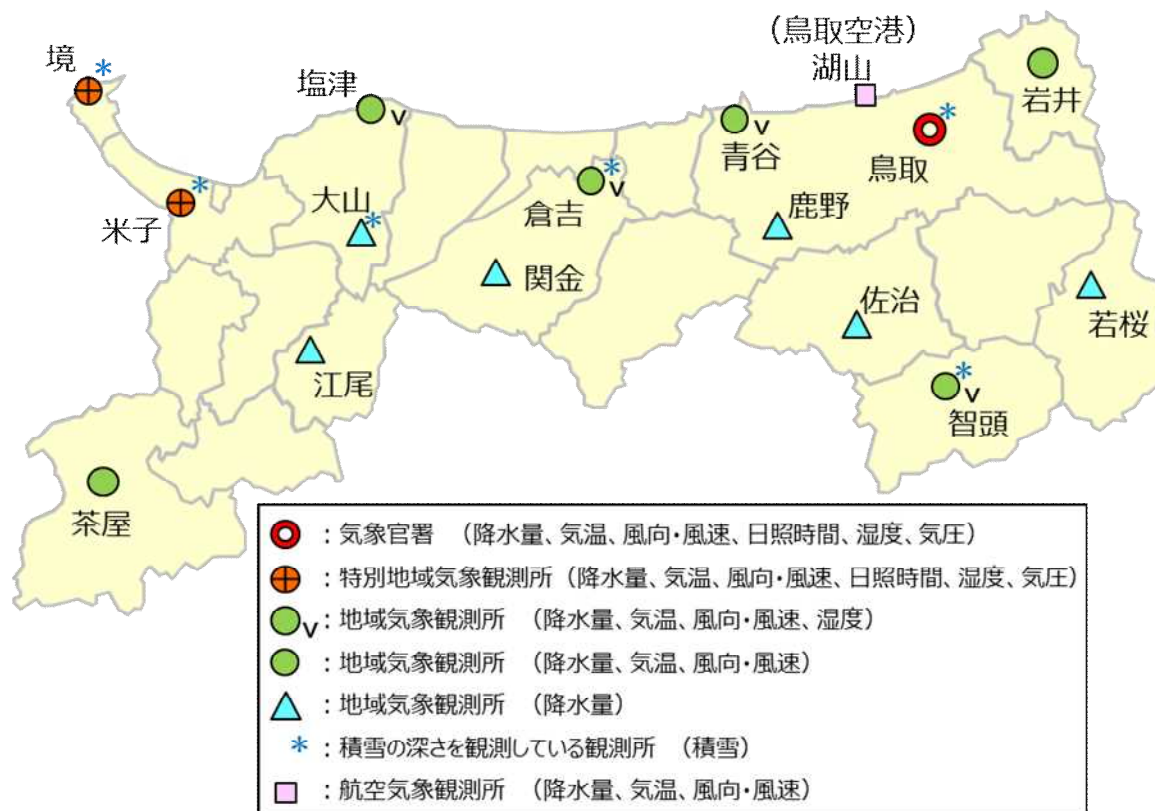 （鳥取空港）
湖山
境
*
塩津
v
岩井
*
青谷
v
鳥取
*
米子
*
大山
*
倉吉
v
鹿野
関金
佐治
若桜
江尾
*
v
智頭
茶屋
：気象官署　（降水量、気温、風向・風速、日照時間、湿度、気圧）
：特別地域気象観測所（降水量、気温、風向・風速、日照時間、湿度、気圧）
v：地域気象観測所　（降水量、気温、風向・風速、湿度）
：地域気象観測所　（降水量、気温、風向・風速）
：地域気象観測所　（降水量）
*：積雪の深さを観測している観測所　（積雪）
：航空気象観測所　（降水量、気温、風向・風速）